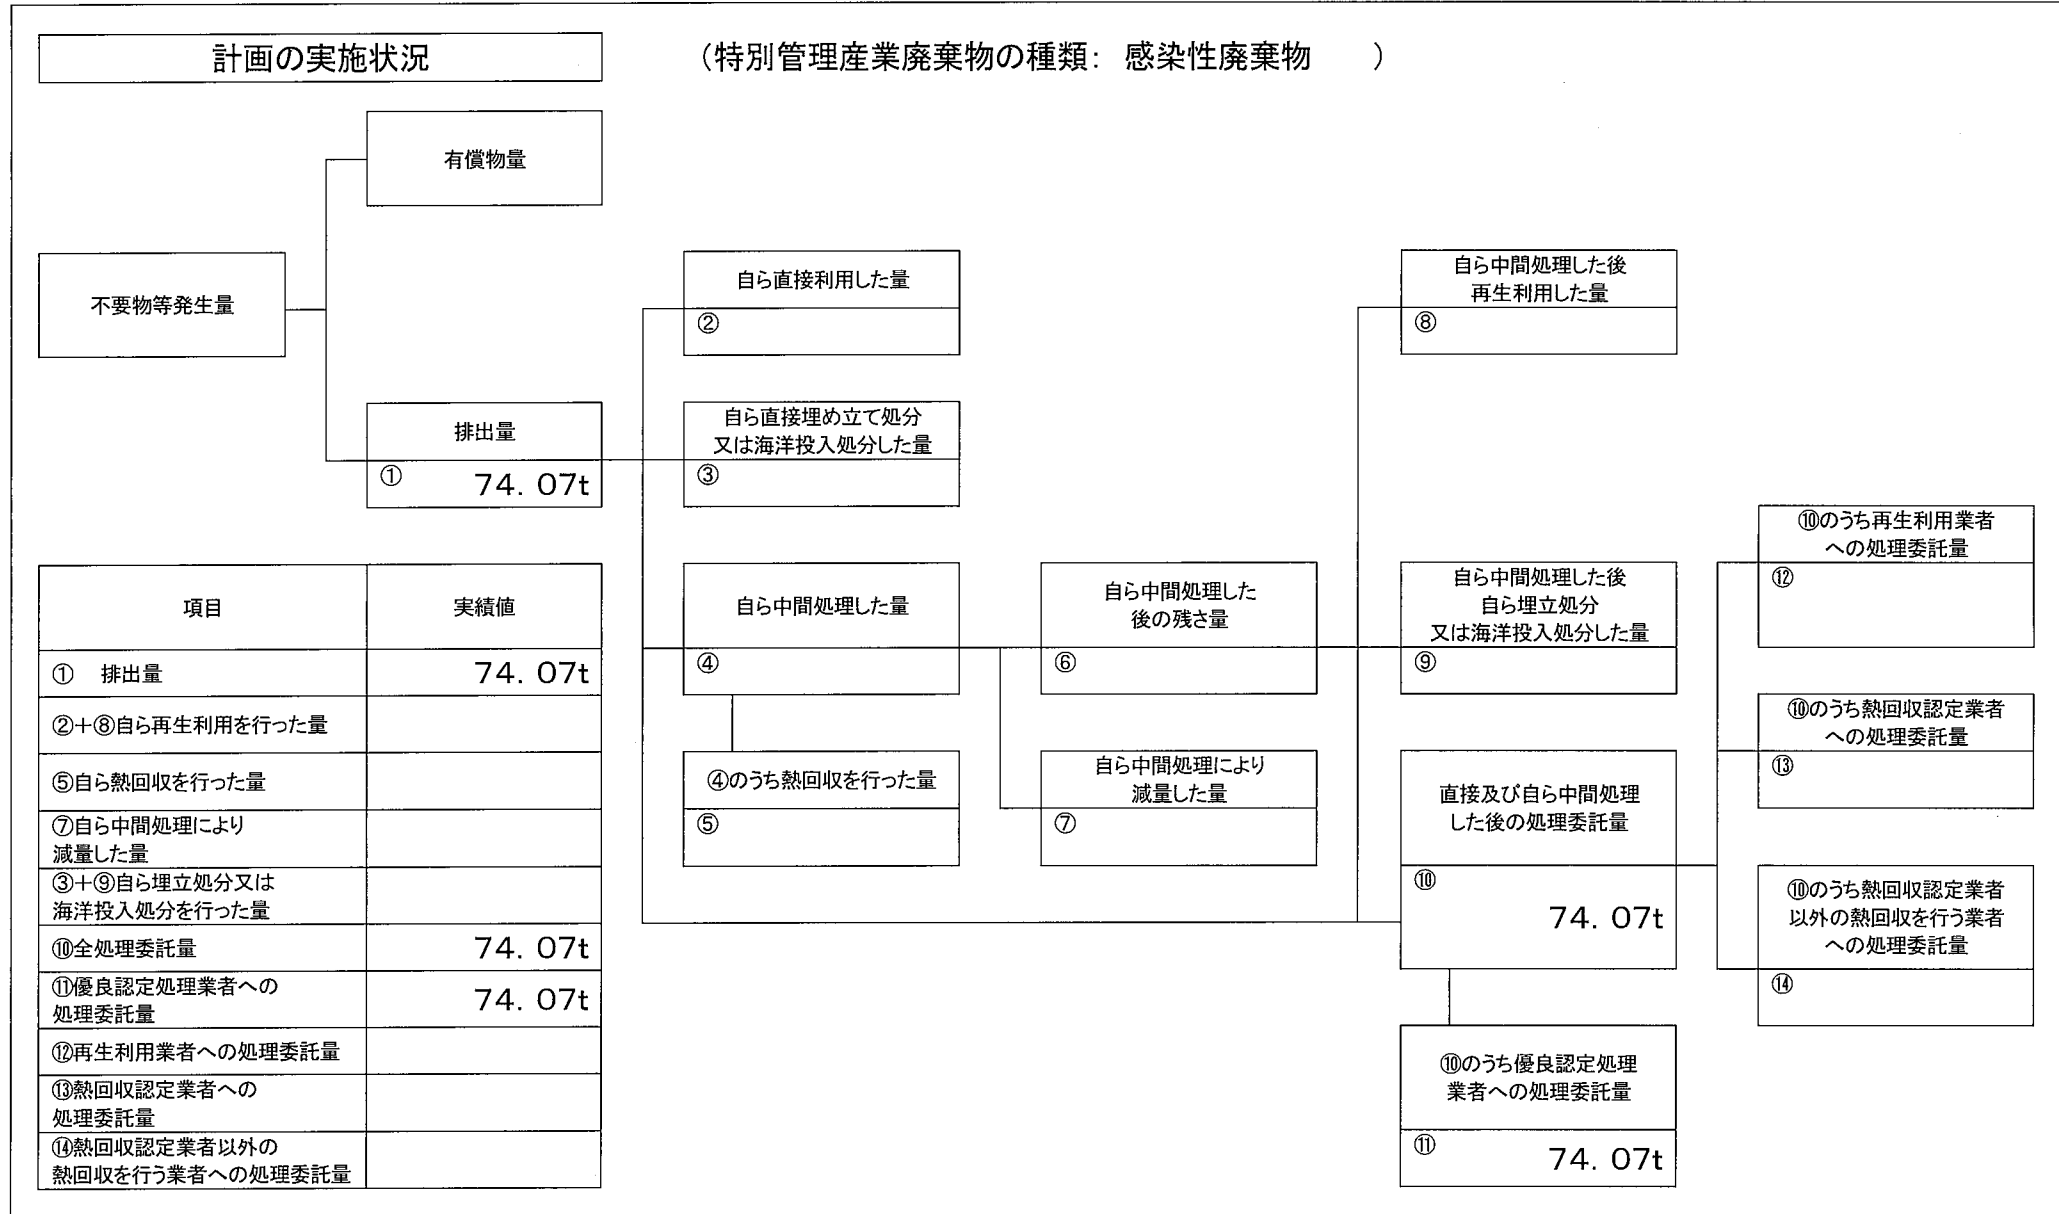 計画の実施状況
(特別管理産業廃棄物の種類: 感染性廃棄物 )
有償物量
不要物等発生量
排出量
① 74.07t
自ら直接利用した量
②
自ら直接埋め立て処分
又は海洋投入処分した量
③
自ら中間処理した量
④
④のうち熱回収を行った量
⑤
自ら中間処理した
後の残さ量
⑥
自ら中間処理により
減量した量
⑦
自ら中間処理した後
再生利用した量
⑧
自ら中間処理した後
自ら埋立処分
又は海洋投入処分した量
⑨
直接及び自ら中間処理
した後の処理委託量
⑩
74.07t
⑩のうち優良認定処理
業者への処理委託量
⑪ 74.07t
⑩のうち再生利用業者
への処理委託量
⑫
⑩のうち熱回収認定業者
への処理委託量
⑬
⑩のうち熱回収認定業者
以外の熱回収を行う業者
への処理委託量
⑭
項目 実績値
① 排出量 74.07t
②+⑧自ら再生利用を行った量
⑤自ら熱回収を行った量
⑦自ら中間処理により
減量した量
③+⑨自ら埋立処分又は
海洋投入処分を行った量
⑩全処理委託量 74.07t
⑪優良認定処理業者への
処理委託量 74.07t
⑫再生利用業者への処理委託量
⑬熱回収認定業者への
処理委託量
⑭熱回収認定業者以外の
熱回収を行う業者への処理委託量